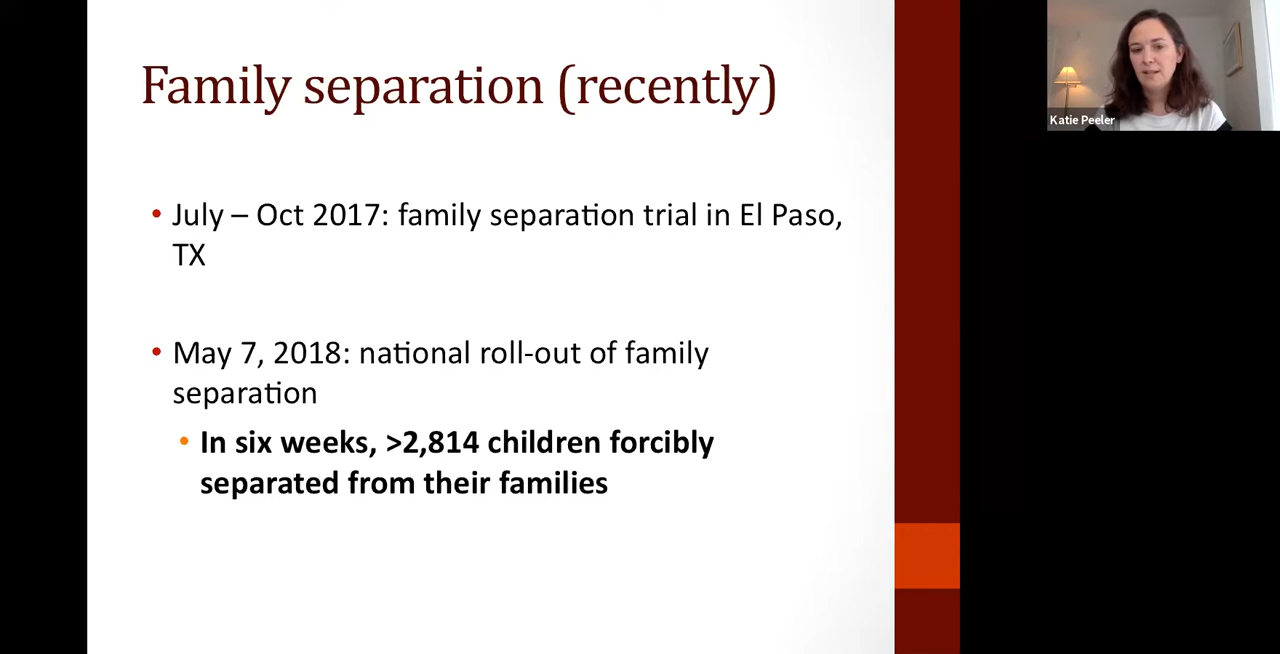 Family separation (recently)
• July – Oct 2017: family separation trial in El Paso,
TX
• May 7, 2018: national roll-out of family
separation
• In six weeks, >2,814 children forcibly
separated from their families
Katie Peeler